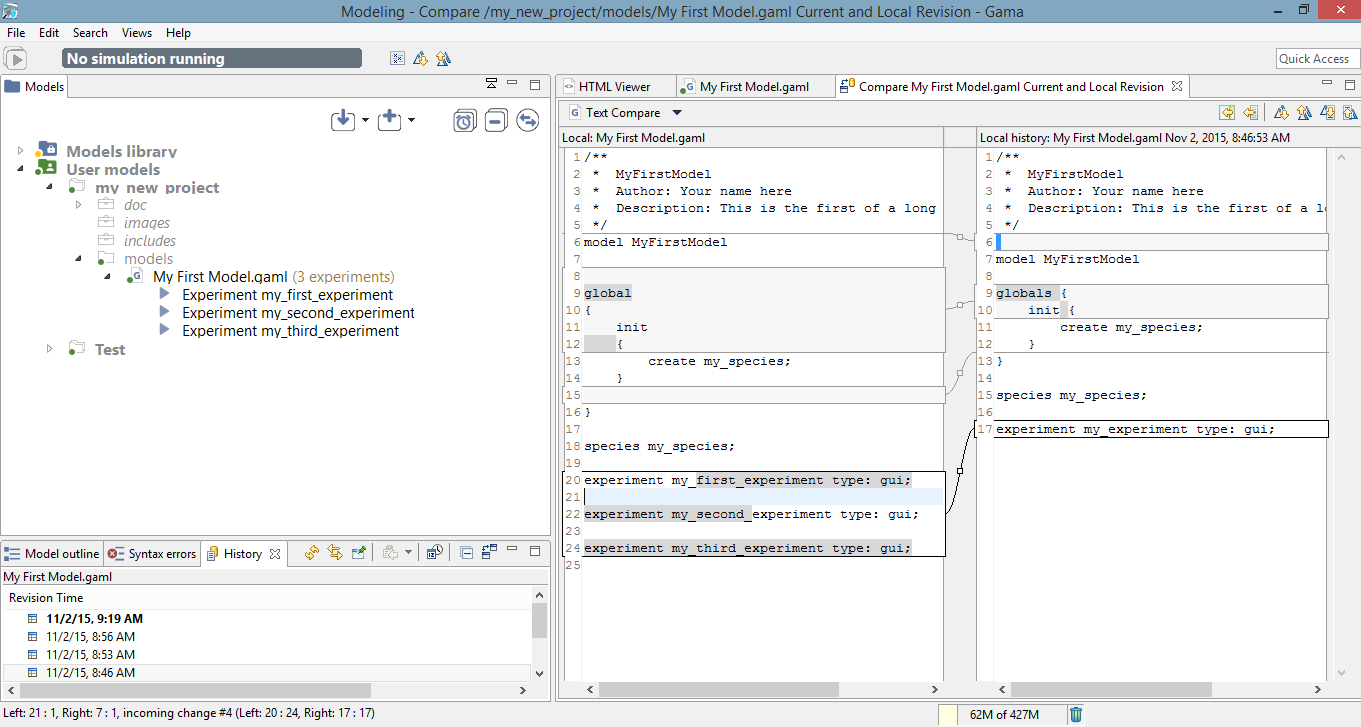 Modeling - Compare /my_new_project/models/My First Model.gaml Current and Local Revision - Gama
File Edit Search Views Help
No simulation running
Quick Access
Models
Models library
User models
my_new_project
doc
images
includes
models
My First Model.gaml (3 experiments)
Experiment my_first_experiment
Experiment my_second_experiment
Experiment my_third_experiment
Test
Model outline
Syntax errors
History
My First Model.gaml
Revision Time
11/2/15, 9:19 AM
11/2/15, 8:56 AM
11/2/15, 8:53 AM
11/2/15, 8:46 AM
HTML Viewer
My First Model.gaml
Compare My First Model.gaml Current and Local Revision
Text Compare
Local: My First Model.gaml
1 /**
2  *  MyFirstModel
3  *  Author: Your name here
4  *  Description: This is the first of a long
5  */
6 model MyFirstModel
7
8
9 global
10 {
11     init
12     {
13         create my_species;
14     }
15
16 }
17
18 species my_species;
19
20 experiment my_first_experiment type: gui;
21
22 experiment my_second_experiment type: gui;
23
24 experiment my_third_experiment type: gui;
25
Local history: My First Model.gaml Nov 2, 2015, 8:46:53 AM
1 /**
2  *  MyFirstModel
3  *  Author: Your name here
4  *  Description: This is the first of a
5  */
6
7 model MyFirstModel
8
9 globals {
10     init {
11         create my_species;
12     }
13 }
14
15 species my_species;
16
17 experiment my_experiment type: gui;
Left: 21 : 1, Right: 7 : 1, incoming change #4 (Left: 20 : 24, Right: 17 : 17)
62M of 427M